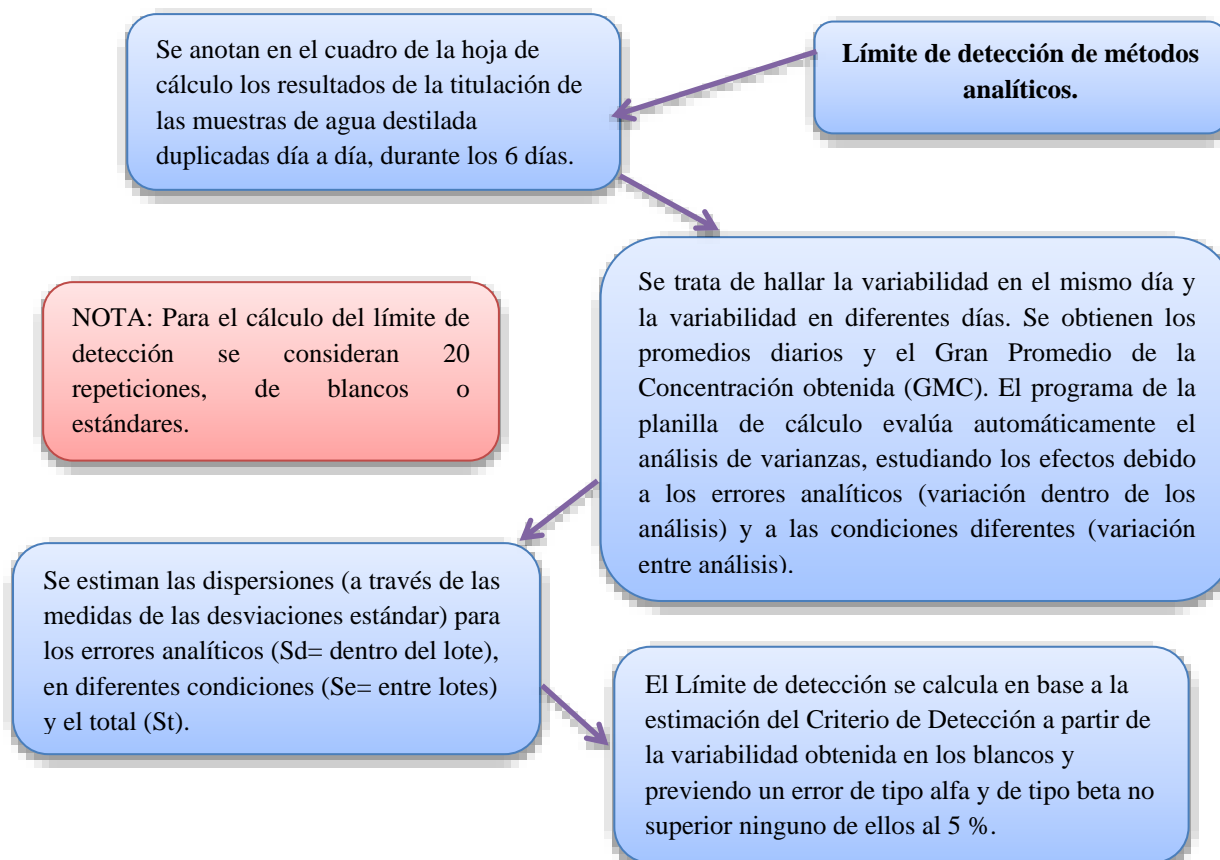 Límite de detección de métodos
analíticos.
Se anotan en el cuadro de la hoja de
cálculo los resultados de la titulación de
las muestras de agua destilada
duplicadas día a día, durante los 6 días.
Se trata de hallar la variabilidad en el mismo día y
la variabilidad en diferentes días. Se obtienen los
promedios diarios y el Gran Promedio de la
Concentración obtenida (GMC). El programa de la
planilla de cálculo evalúa automáticamente el
análisis de varianzas, estudiando los efectos debido
a los errores analíticos (variación dentro de los
análisis) y a las condiciones diferentes (variación
entre análisis).
NOTA: Para el cálculo del límite de
detección se consideran 20
repeticiones, de blancos o
estándares.
Se estiman las dispersiones (a través de las
medidas de las desviaciones estándar) para
los errores analíticos (Sd= dentro del lote),
en diferentes condiciones (Se= entre lotes)
y el total (St).
El Límite de detección se calcula en base a la
estimación del Criterio de Detección a partir de
la variabilidad obtenida en los blancos y
previendo un error de tipo alfa y de tipo beta no
superior ninguno de ellos al 5 %.